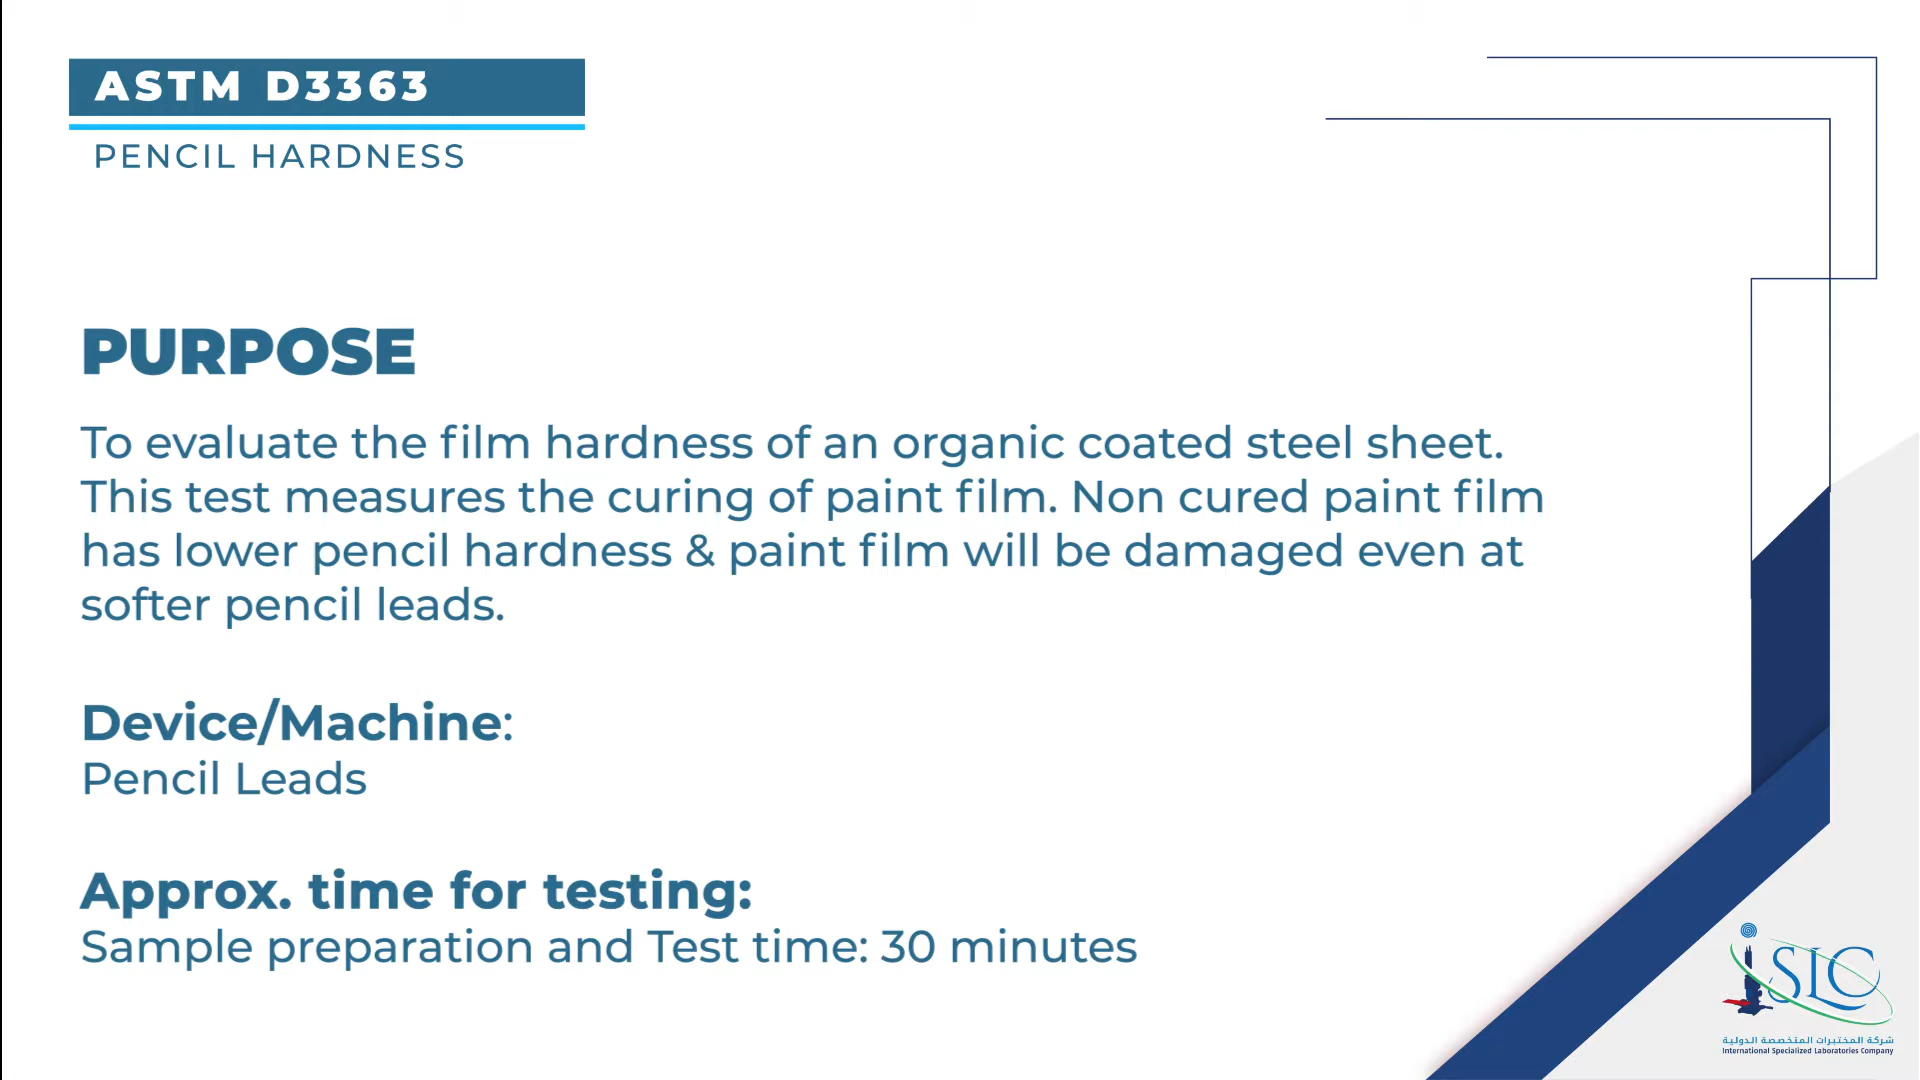 ASTM D3363
PENCIL HARDNESS
PURPOSE
To evaluate the film hardness of an organic coated steel sheet.
This test measures the curing of paint film. Non cured paint film
has lower pencil hardness & paint film will be damaged even at
softer pencil leads.
Device/Machine:
Pencil Leads
Approx. time for testing:
Sample preparation and Test time: 30 minutes
iSLC
شركة المختبرات المتخصصة الدولية
International Specialized Laboratories Company